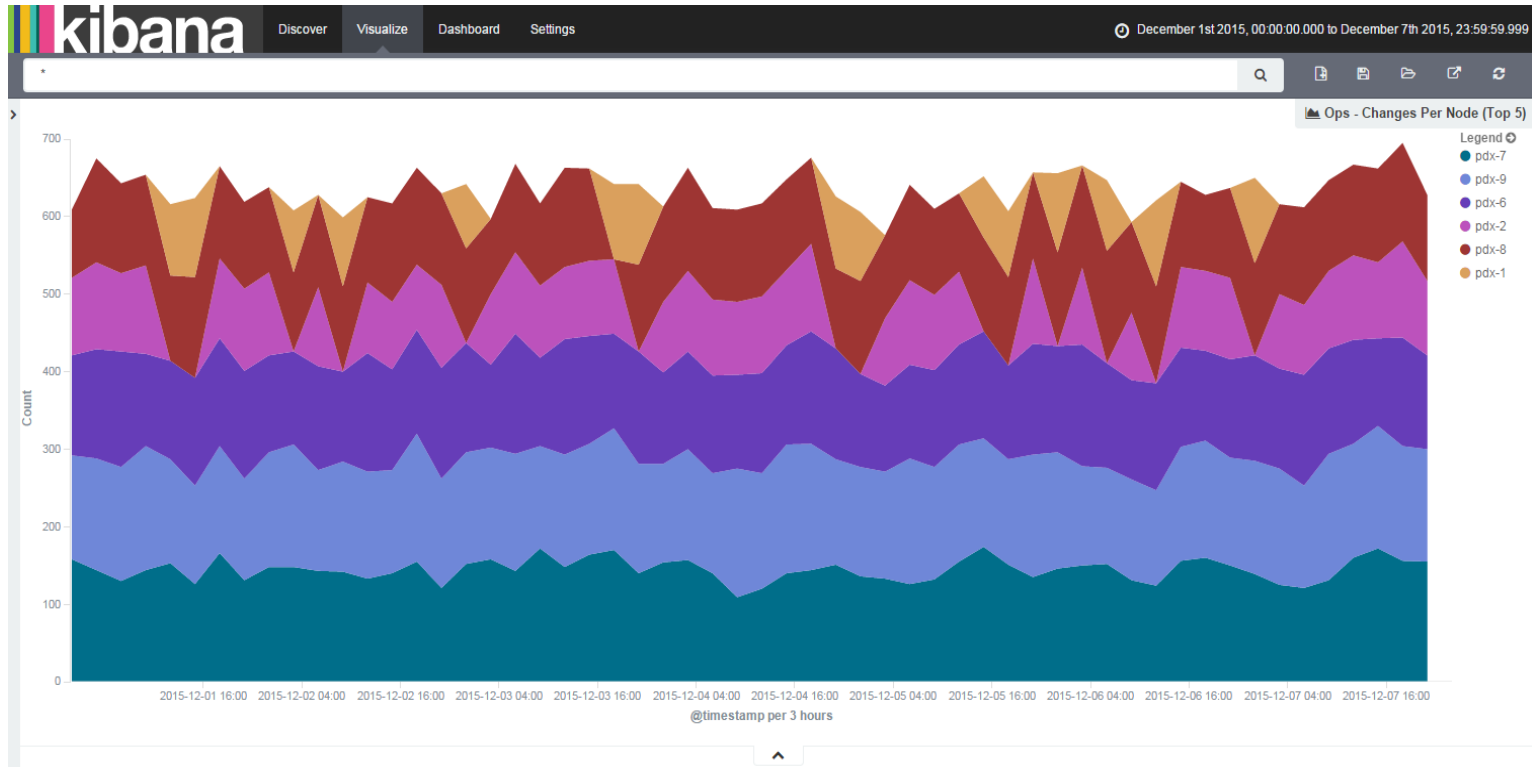 kibana
Discover Visualize Dashboard Settings
December 1st 2015, 00:00:00.000 to December 7th 2015, 23:59:59.999
*
Ops - Changes Per Node (Top 5)
Legend
pdx-7
pdx-9
pdx-6
pdx-2
pdx-8
pdx-1
700
600
500
400
300
200
100
0
Count
2015-12-01 16:00 2015-12-02 04:00 2015-12-02 16:00 2015-12-03 04:00 2015-12-03 16:00 2015-12-04 04:00 2015-12-04 16:00 2015-12-05 04:00 2015-12-05 16:00 2015-12-06 04:00 2015-12-06 16:00 2015-12-07 04:00 2015-12-07 16:00
@timestamp per 3 hours